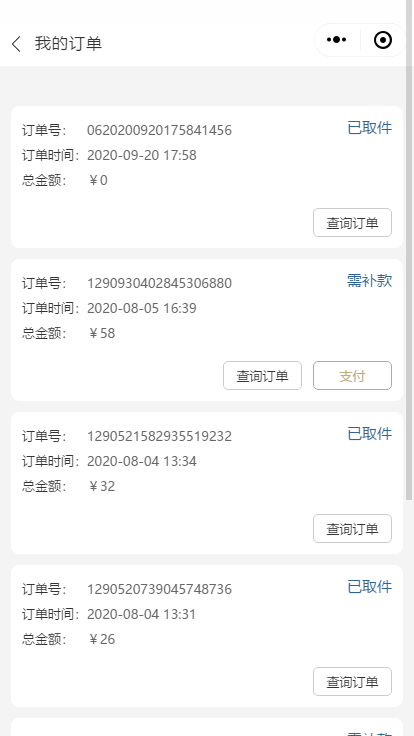 我的订单
订单号： 0620200920175841456 已取件
订单时间：2020-09-20 17:58
总金额： ￥0
查询订单
订单号： 1290930402845306880 需补款
订单时间：2020-08-05 16:39
总金额： ￥58
查询订单 支付
订单号： 1290521582935519232 已取件
订单时间：2020-08-04 13:34
总金额： ￥32
查询订单
订单号： 1290520739045748736 已取件
订单时间：2020-08-04 13:31
总金额： ￥26
查询订单